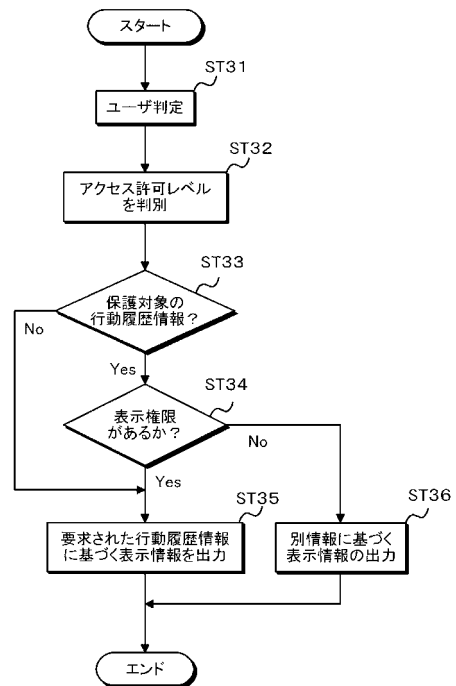 スタート
ST31
ユーザ判定
ST32
アクセス許可レベル
を判別
ST33
保護対象の
行動履歴情報？
No
Yes
ST34
表示権限
があるか？
No
Yes
ST35
要求された行動履歴情報
に基づく表示情報を出力
ST36
別情報に基づく
表示情報の出力
エンド